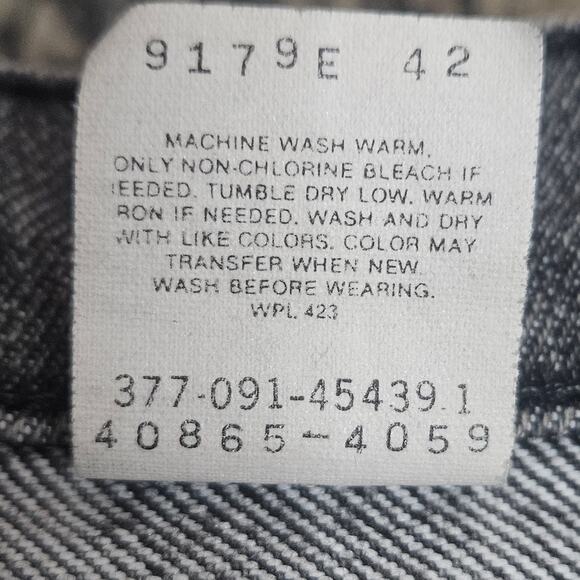 9179E 42
MACHINE WASH WARM.
ONLY NON-CHLORINE BLEACH IF
EEDED. TUMBLE DRY LOW. WARM
RON IF NEEDED. WASH AND DRY
WITH LIKE COLORS. COLOR MAY
TRANSFER WHEN NEW.
WASH BEFORE WEARING.
WPL 423
377-091-45439.1
40865-4059